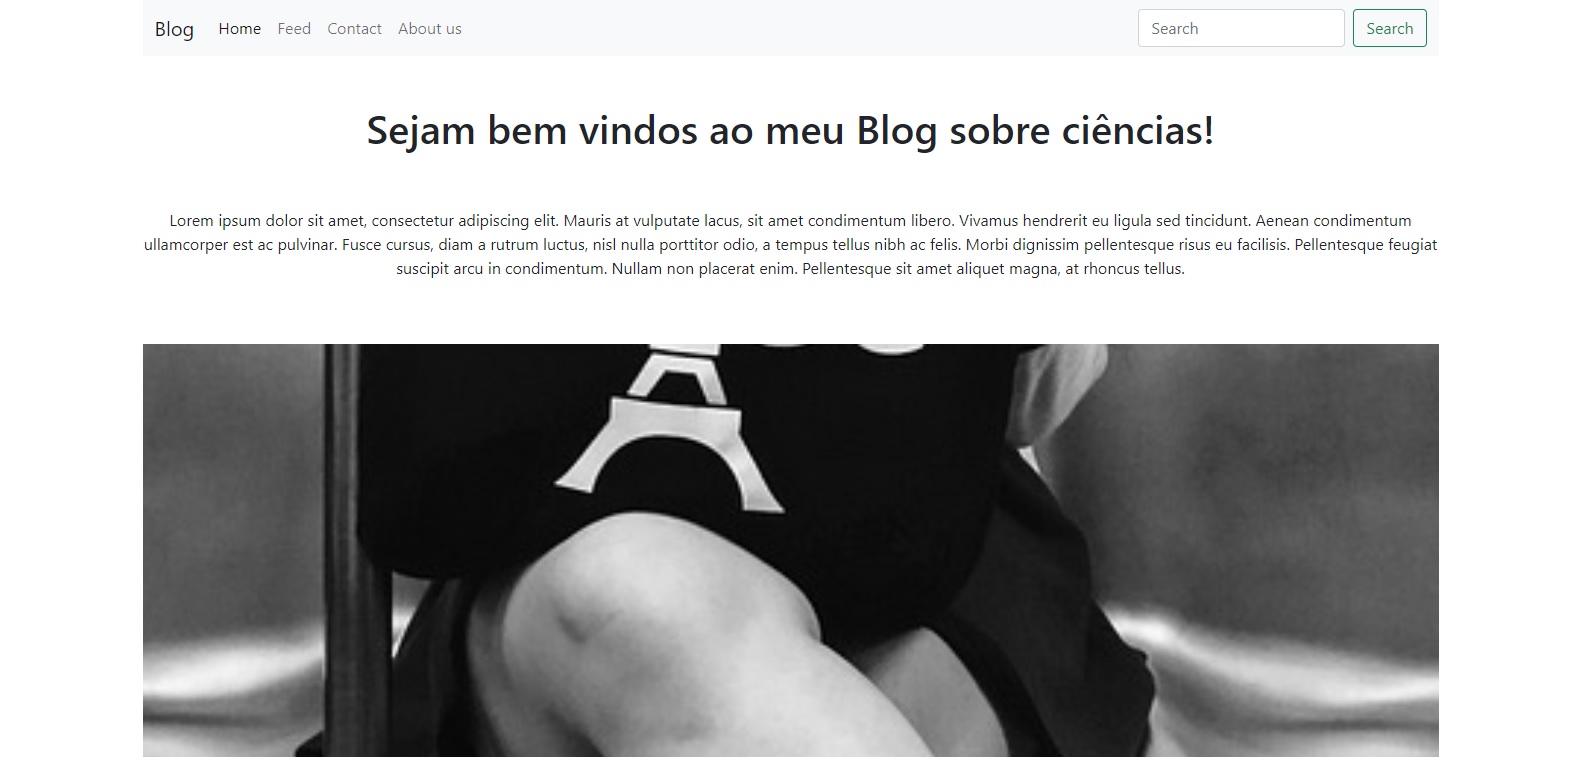 Blog Home Feed Contact About us Search Search
Sejam bem vindos ao meu Blog sobre ciências!
Lorem ipsum dolor sit amet, consectetur adipiscing elit. Mauris at vulputate lacus, sit amet condimentum libero. Vivamus hendrerit eu ligula sed tincidunt. Aenean condimentum
ullamcorper est ac pulvinar. Fusce cursus, diam a rutrum luctus, nisl nulla porttitor odio, a tempus tellus nibh ac felis. Morbi dignissim pellentesque risus eu facilisis. Pellentesque feugiat
suscipit arcu in condimentum. Nullam non placerat enim. Pellentesque sit amet aliquet magna, at rhoncus tellus.